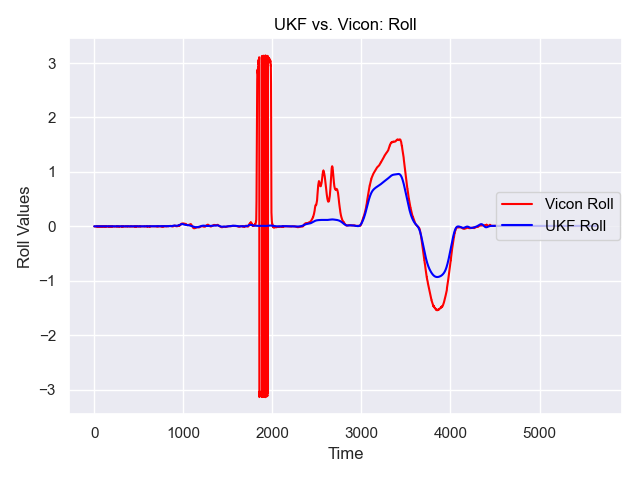 UKF vs. Vicon: Roll
Roll Values
3
2
1
0
−1
−2
−3
Vicon Roll
UKF Roll
0 1000 2000 3000 4000 5000
Time